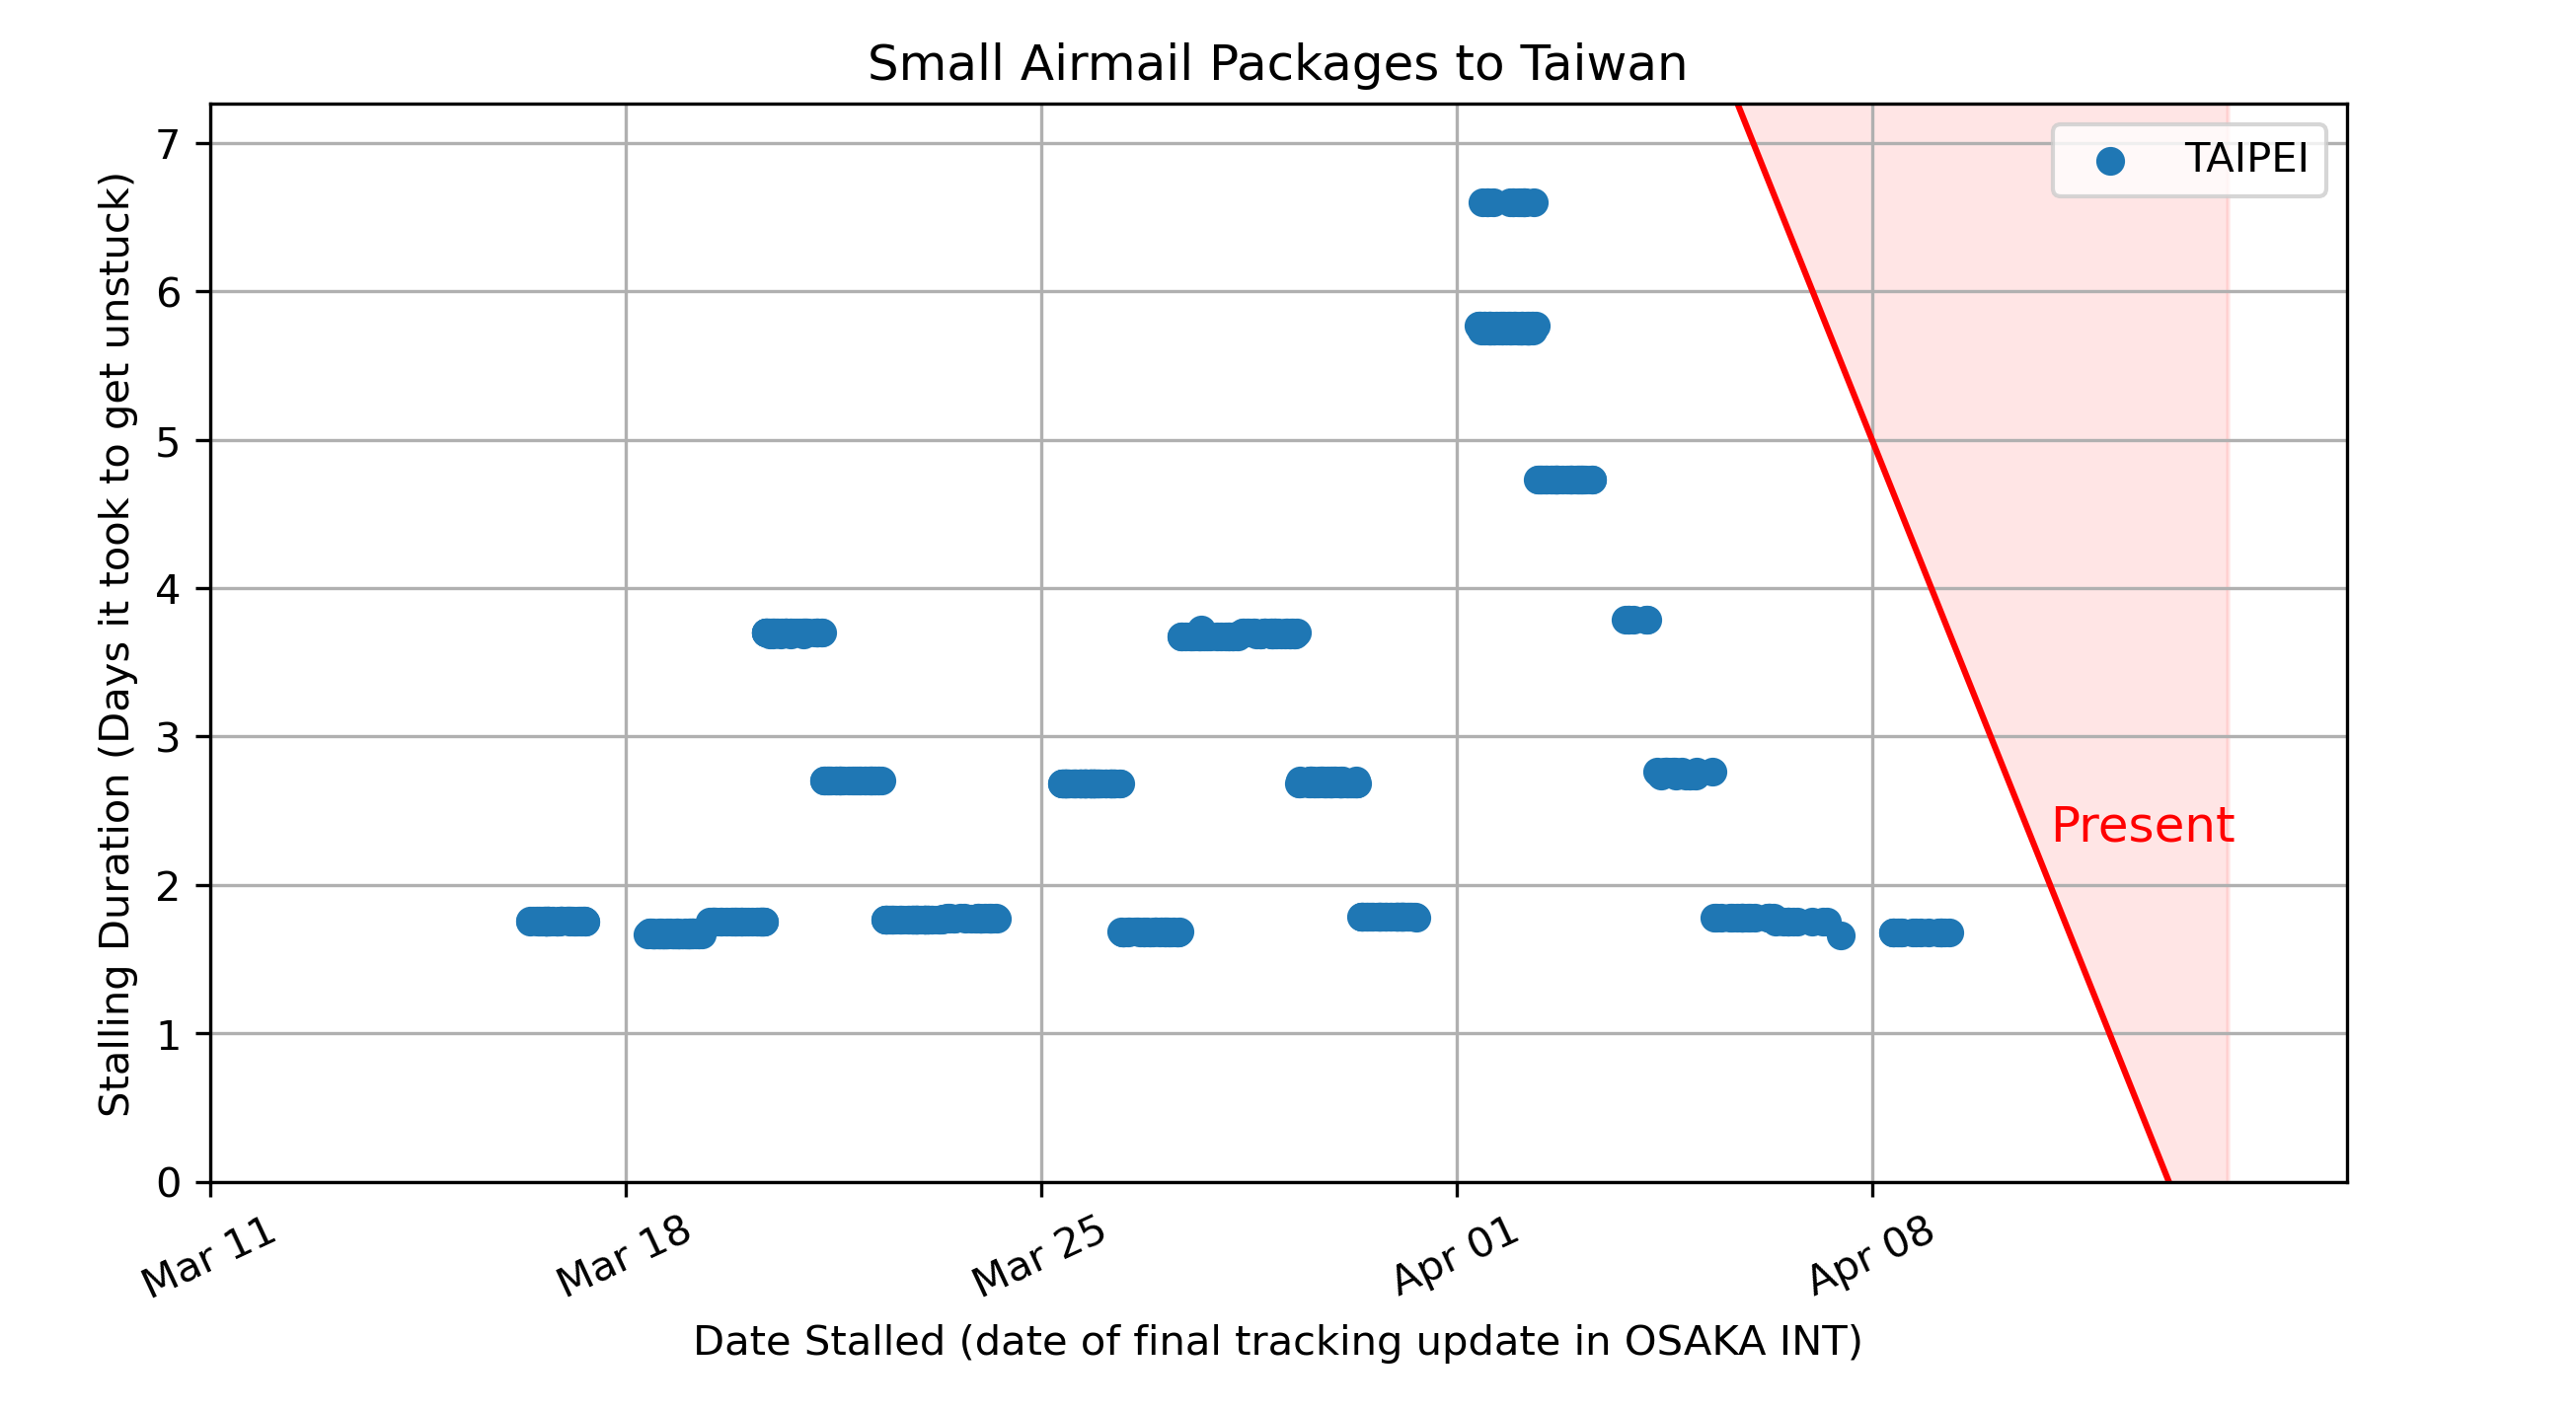 Small Airmail Packages to Taiwan
TAIPEI
Stalling Duration (Days it took to get unstuck)
7
6
5
4
3
2
1
0
Present
Mar 11
Mar 18
Mar 25
Apr 01
Apr 08
Date Stalled (date of final tracking update in OSAKA INT)